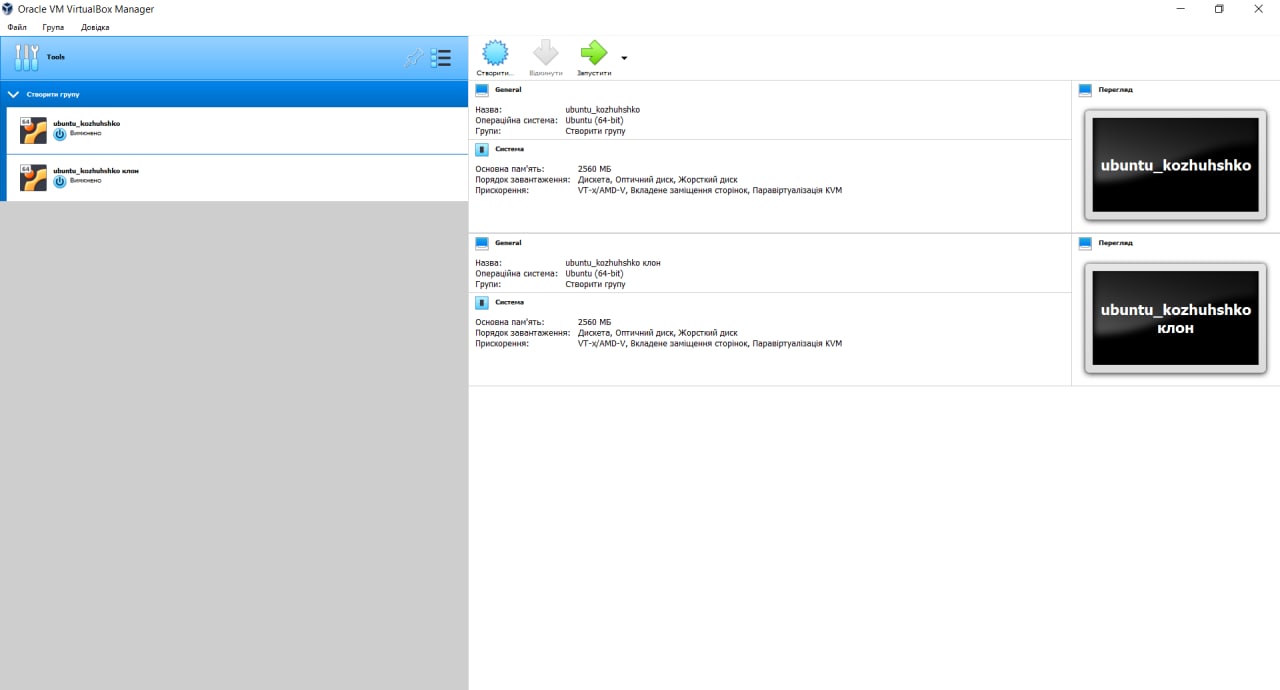 Oracle VM VirtualBox Manager
Файл Група Довідка
Tools
Створити... Відкинути Запустити
Створити групу
64
ubuntu_kozhuhshko
Вимкнено
64
ubuntu_kozhuhshko клон
Вимкнено
General
Назва: ubuntu_kozhuhshko
Операційна система: Ubuntu (64-bit)
Групи: Створити групу
Система
Основна пам'ять: 2560 МБ
Порядок завантаження: Дискета, Оптичний диск, Жорсткий диск
Прискорення: VT-x/AMD-V, Вкладене заміщення сторінок, Паравіртуалізація KVM
Перегляд
ubuntu_kozhuhshko
General
Назва: ubuntu_kozhuhshko клон
Операційна система: Ubuntu (64-bit)
Групи: Створити групу
Система
Основна пам'ять: 2560 МБ
Порядок завантаження: Дискета, Оптичний диск, Жорсткий диск
Прискорення: VT-x/AMD-V, Вкладене заміщення сторінок, Паравіртуалізація KVM
Перегляд
ubuntu_kozhuhshko
клон